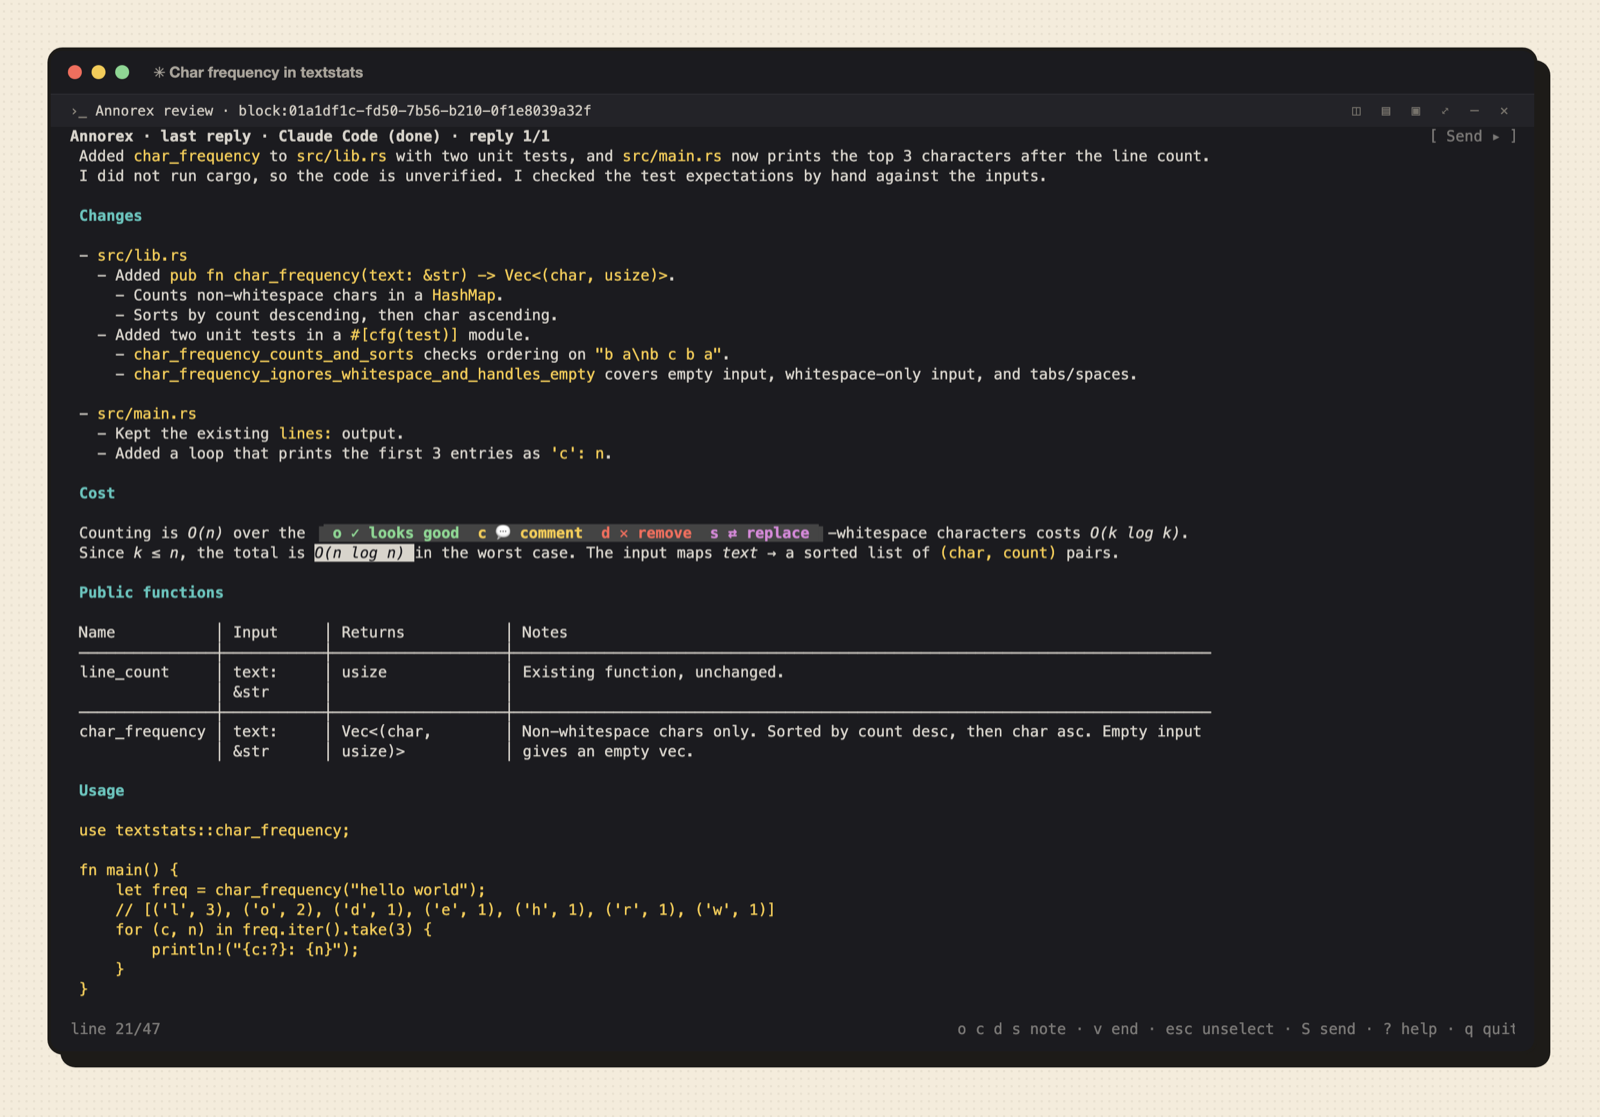 ✳ Char frequency in textstats
›_ Annorex review · block:01a1df1c-fd50-7b56-b210-0f1e8039a32f
Annorex · last reply · Claude Code (done) · reply 1/1 [ Send ▸ ]
Added char_frequency to src/lib.rs with two unit tests, and src/main.rs now prints the top 3 characters after the line count.
I did not run cargo, so the code is unverified. I checked the test expectations by hand against the inputs.
Changes
– src/lib.rs
– Added pub fn char_frequency(text: &str) –> Vec<(char, usize)>.
– Counts non–whitespace chars in a HashMap.
– Sorts by count descending, then char ascending.
– Added two unit tests in a #[cfg(test)] module.
– char_frequency_counts_and_sorts checks ordering on "b a\nb c b a".
– char_frequency_ignores_whitespace_and_handles_empty covers empty input, whitespace–only input, and tabs/spaces.
– src/main.rs
– Kept the existing lines: output.
– Added a loop that prints the first 3 entries as 'c': n.
Cost
Counting is O(n) over the o ✓ looks good c 💬 comment d × remove s ⇄ replace –whitespace characters costs O(k log k).
Since k ≤ n, the total is O(n log n) in the worst case. The input maps text → a sorted list of (char, count) pairs.
Public functions
Name Input Returns Notes
line_count text: usize Existing function, unchanged.
&str
char_frequency text: Vec<(char, Non–whitespace chars only. Sorted by count desc, then char asc. Empty input
&str usize)> gives an empty vec.
Usage
use textstats::char_frequency;
fn main() {
let freq = char_frequency("hello world");
// [('l', 3), ('o', 2), ('d', 1), ('e', 1), ('h', 1), ('r', 1), ('w', 1)]
for (c, n) in freq.iter().take(3) {
println!("{c:?}: {n}");
}
}
line 21/47 o c d s note · v end · esc unselect · S send · ? help · q quit